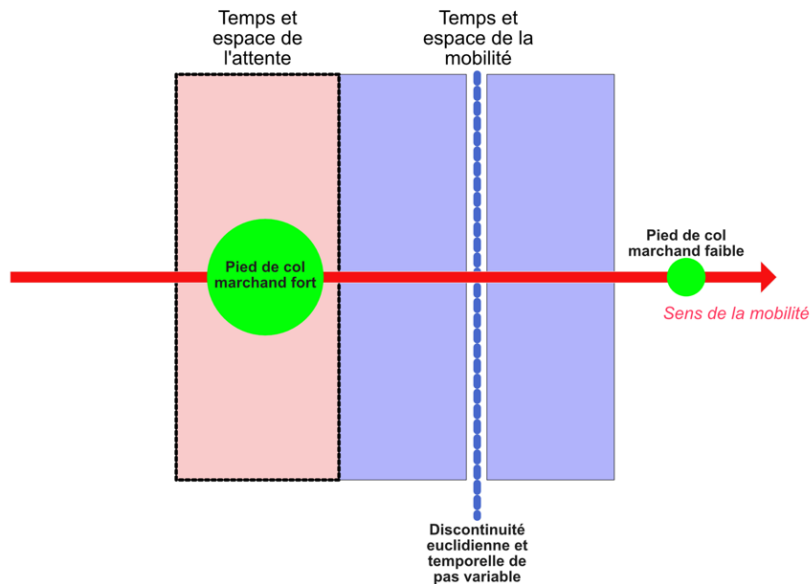 Temps et
espace de
l'attente
Temps et
espace de la
mobilité
Pied de col
marchand fort
Pied de col
marchand faible
Sens de la mobilité
Discontinuité
euclidienne et
temporelle de
pas variable